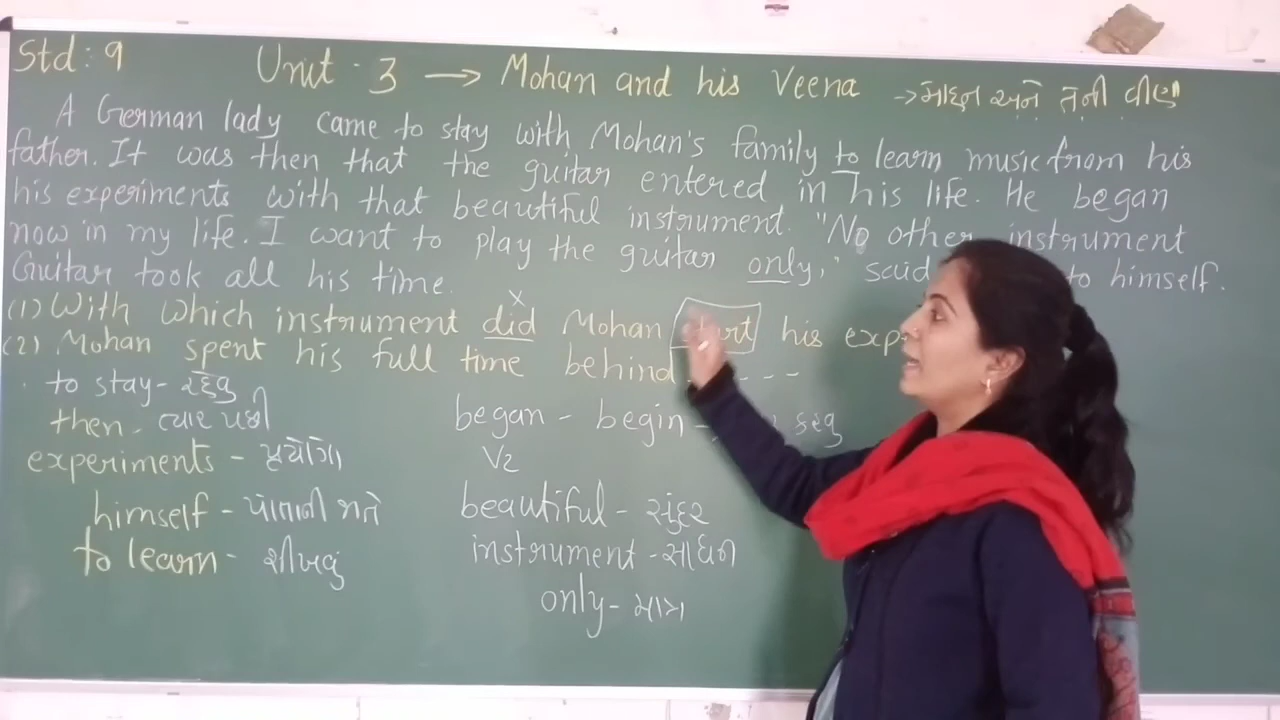 Std : 9 Unit - 3 → Mohan and his Veena → મોહન અને તેની વીણા
A German lady came to stay with Mohan's family to learn music from his
father. It was then that the guitar entered in his life. He began
his experiments with that beautiful instrument. "No other instrument
now in my life. I want to play the guitar only," said to himself.
Guitar took all his time.
(1) With which instrument did x Mohan start his exp
(2) Mohan spent his full time behind - - -
to stay - રહેવુ
then - ત્યાર પછી
began - begin - કરવુ
V2
experiments - પ્રયોગો
himself - પોતાની જાતે
beautiful - સુંદર
to learn - શીખવું
instrument - સાધન
only - માત્ર